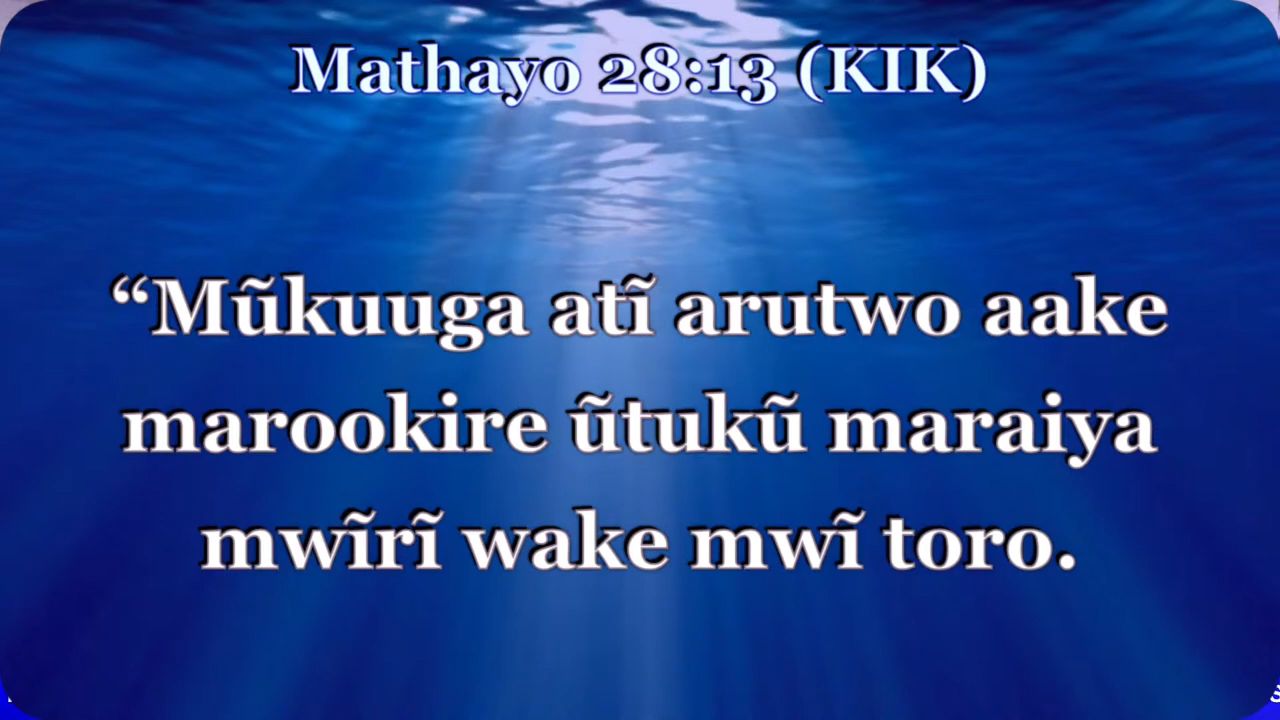 Mathayo 28:13 (KIK)
“Mũkuuga atĩ arutwo aake
marookire ũtukũ maraiya
mwĩrĩ wake mwĩ toro.